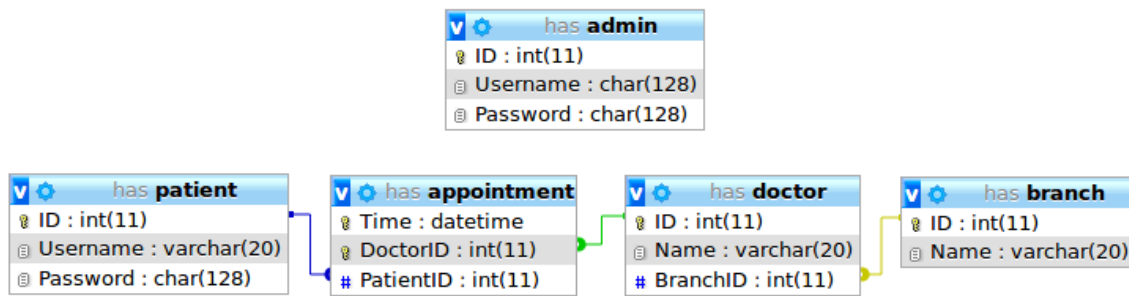 v has admin
ID : int(11)
Username : char(128)
Password : char(128)
v has patient
ID : int(11)
Username : varchar(20)
Password : char(128)
v has appointment
Time : datetime
DoctorID : int(11)
# PatientID : int(11)
v has doctor
ID : int(11)
Name : varchar(20)
# BranchID : int(11)
v has branch
ID : int(11)
Name : varchar(20)